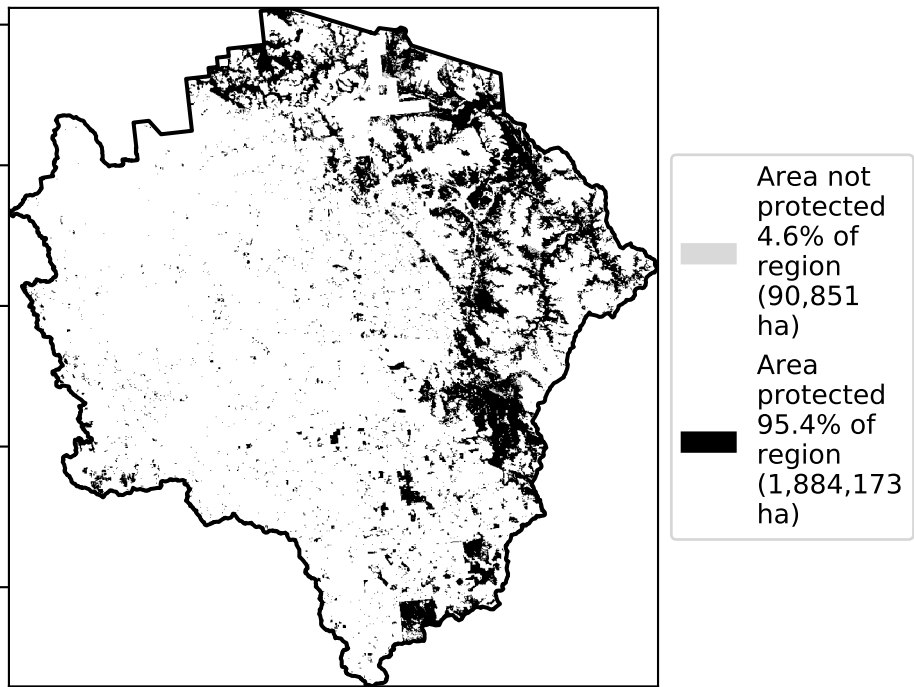 Area not
protected
4.6% of
region
(90,851
ha)
Area
protected
95.4% of
region
(1,884,173
ha)